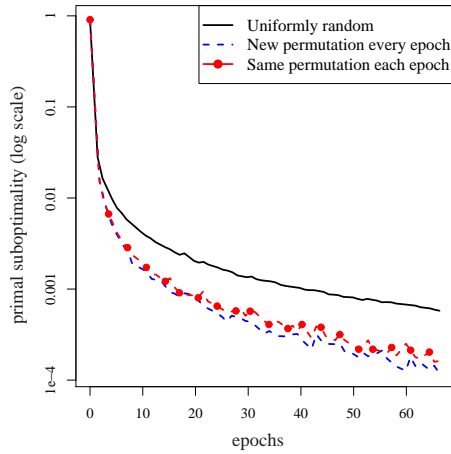 Uniformly random
New permutation every epoch
Same permutation each epoch
primal suboptimality (log scale)
1
0.1
0.01
0.001
1e−4
0
10
20
30
40
50
60
epochs